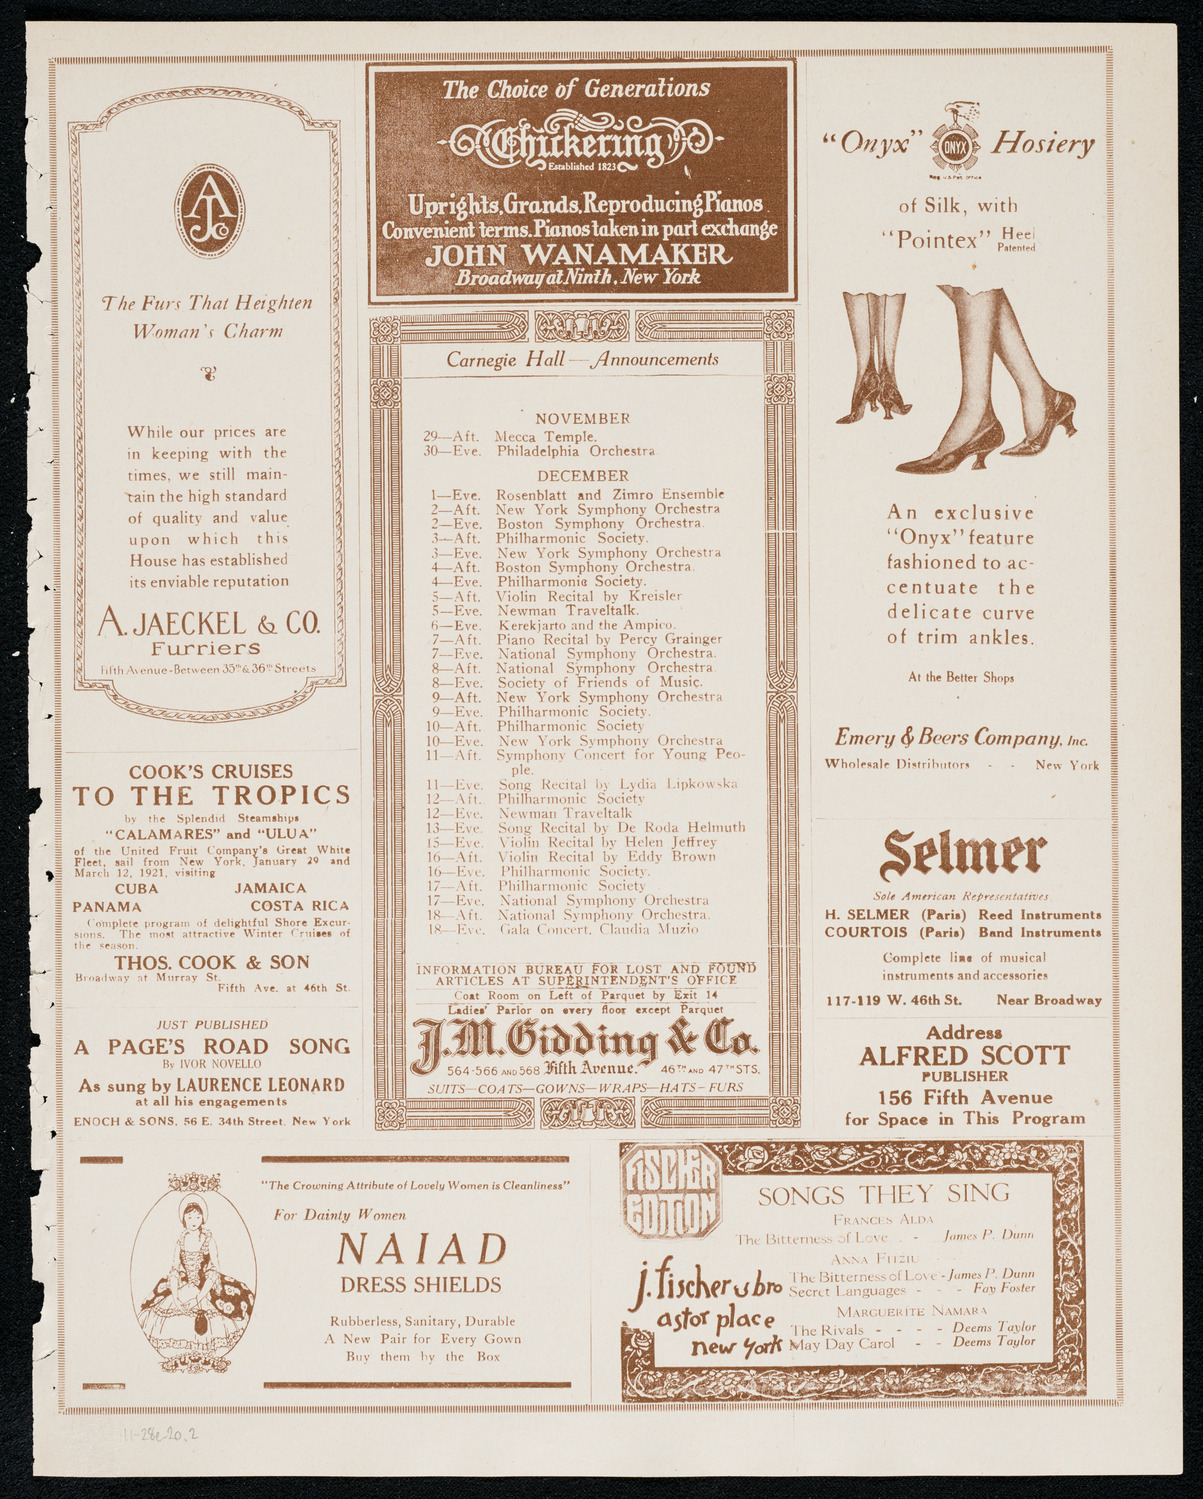 AJCo
The Furs That Heighten
Woman's Charm
While our prices are
in keeping with the
times, we still main-
tain the high standard
of quality and value
upon which this
House has established
its enviable reputation
A. JAECKEL & CO.
Furriers
Fifth Avenue-Between 35th & 36th Streets
COOK'S CRUISES
TO THE TROPICS
by the Splendid Steamships
"CALAMARES" and "ULUA"
of the United Fruit Company's Great White
Fleet, sail from New York, January 29 and
March 12, 1921, visiting
CUBA JAMAICA
PANAMA COSTA RICA
Complete program of delightful Shore Excur-
sions. The most attractive Winter Cruises of
the season.
THOS. COOK & SON
Broadway at Murray St.
Fifth Ave. at 46th St.
JUST PUBLISHED
A PAGE'S ROAD SONG
By IVOR NOVELLO
As sung by LAURENCE LEONARD
at all his engagements
ENOCH & SONS, 56 E. 34th Street, New York
The Choice of Generations
Chickering
Established 1823
Uprights, Grands, Reproducing Pianos
Convenient terms. Pianos taken in part exchange
JOHN WANAMAKER
Broadway at Ninth, New York
Carnegie Hall — Announcements
NOVEMBER
29—Aft. Mecca Temple.
30—Eve. Philadelphia Orchestra
DECEMBER
1—Eve. Rosenblatt and Zimro Ensemble
2—Aft. New York Symphony Orchestra
2—Eve. Boston Symphony Orchestra.
3—Aft. Philharmonic Society.
3—Eve. New York Symphony Orchestra
4—Aft. Boston Symphony Orchestra.
4—Eve. Philharmonic Society.
5—Aft. Violin Recital by Kreisler
5—Eve. Newman Traveltalk.
6—Eve. Kerekjarto and the Ampico.
7—Aft. Piano Recital by Percy Grainger
7—Eve. National Symphony Orchestra.
8—Aft. National Symphony Orchestra.
8—Eve. Society of Friends of Music.
9—Aft. New York Symphony Orchestra
9—Eve. Philharmonic Society.
10—Aft. Philharmonic Society
10—Eve. New York Symphony Orchestra
11—Aft. Symphony Concert for Young Peo-
ple.
11—Eve. Song Recital by Lydia Lipkowska
12—Aft. Philharmonic Society
12—Eve. Newman Traveltalk
13—Eve. Song Recital by De Roda Helmuth
15—Eve. Violin Recital by Helen Jeffrey
16—Aft. Violin Recital by Eddy Brown
16—Eve. Philharmonic Society.
17—Aft. Philharmonic Society
17—Eve. National Symphony Orchestra
18—Aft. National Symphony Orchestra.
18—Eve. Gala Concert, Claudia Muzio
INFORMATION BUREAU FOR LOST AND FOUND
ARTICLES AT SUPERINTENDENT'S OFFICE
Coat Room on Left of Parquet by Exit 14
Ladies' Parlor on every floor except Parquet
J.M. Gidding & Co.
564-566 AND 568 Fifth Avenue. 46TH AND 47TH STS.
SUITS—COATS—GOWNS—WRAPS—HATS—FURS
"Onyx" ONYX Hosiery
Reg. U.S. Pat. Office
of Silk, with
"Pointex" Heel
Patented
An exclusive
"Onyx" feature
fashioned to ac-
centuate the
delicate curve
of trim ankles.
At the Better Shops
Emery & Beers Company, Inc.
Wholesale Distributors - - New York
Selmer
Sole American Representatives
H. SELMER (Paris) Reed Instruments
COURTOIS (Paris) Band Instruments
Complete line of musical
instruments and accessories
117-119 W. 46th St. Near Broadway
Address
ALFRED SCOTT
PUBLISHER
156 Fifth Avenue
for Space in This Program
"The Crowning Attribute of Lovely Women is Cleanliness"
For Dainty Women
NAIAD
DRESS SHIELDS
Rubberless, Sanitary, Durable
A New Pair for Every Gown
Buy them by the Box
FISCHER
EDITION
j. fischer & bro
astor place
new york
SONGS THEY SING
FRANCES ALDA
The Bitterness of Love - James P. Dunn
ANNA FITZIU
The Bitterness of Love - James P. Dunn
Secret Languages - - - Fay Foster
MARGUERITE NAMARA
The Rivals - - - - Deems Taylor
May Day Carol - - Deems Taylor
11-28e-20.2